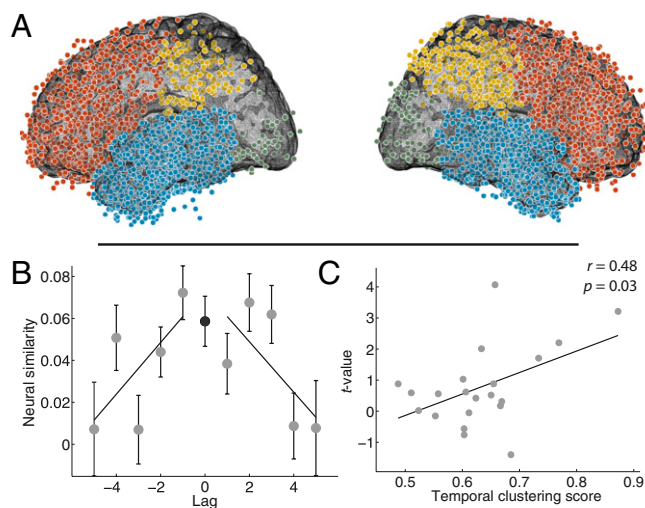 A
B
0.08
0.06
0.04
0.02
0
Neural similarity
−4 −2 0 2 4
Lag
C
r = 0.48
p = 0.03
4
3
2
1
0
−1
t-value
0.5 0.6 0.7 0.8 0.9
Temporal clustering score